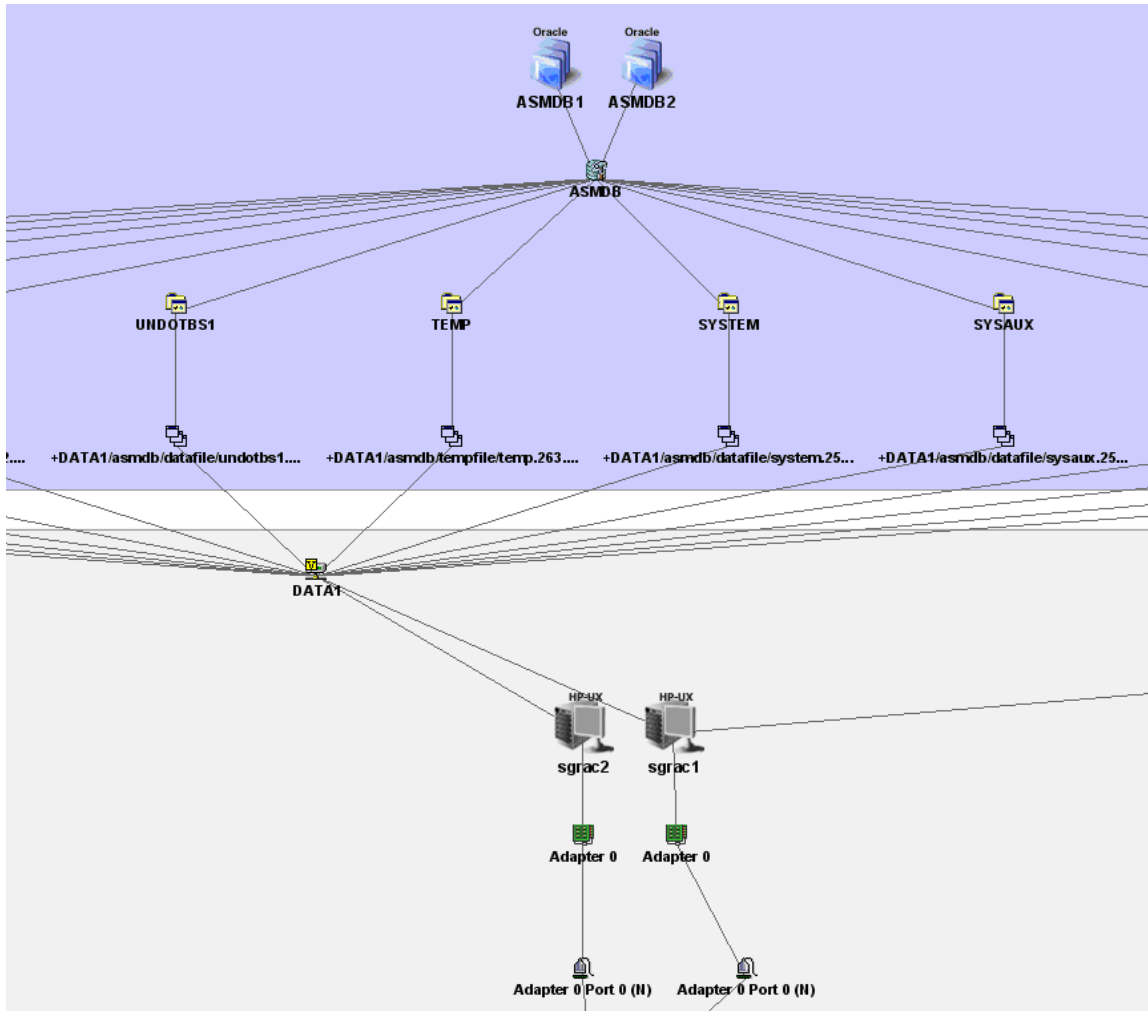 Oracle Oracle
ASMDB1 ASMDB2
ASMDB
UNDOTBS1 TEMP SYSTEM SYSAUX
2.... +DATA1/asmdb/datafile/undotbs1.... +DATA1/asmdb/tempfile/temp.263.... +DATA1/asmdb/datafile/system.25... +DATA1/asmdb/datafile/sysaux.25...
V
DATA1
HP-UX HP-UX
sgrac2 sgrac1
Adapter 0 Adapter 0
Adapter 0 Port 0 (N) Adapter 0 Port 0 (N)